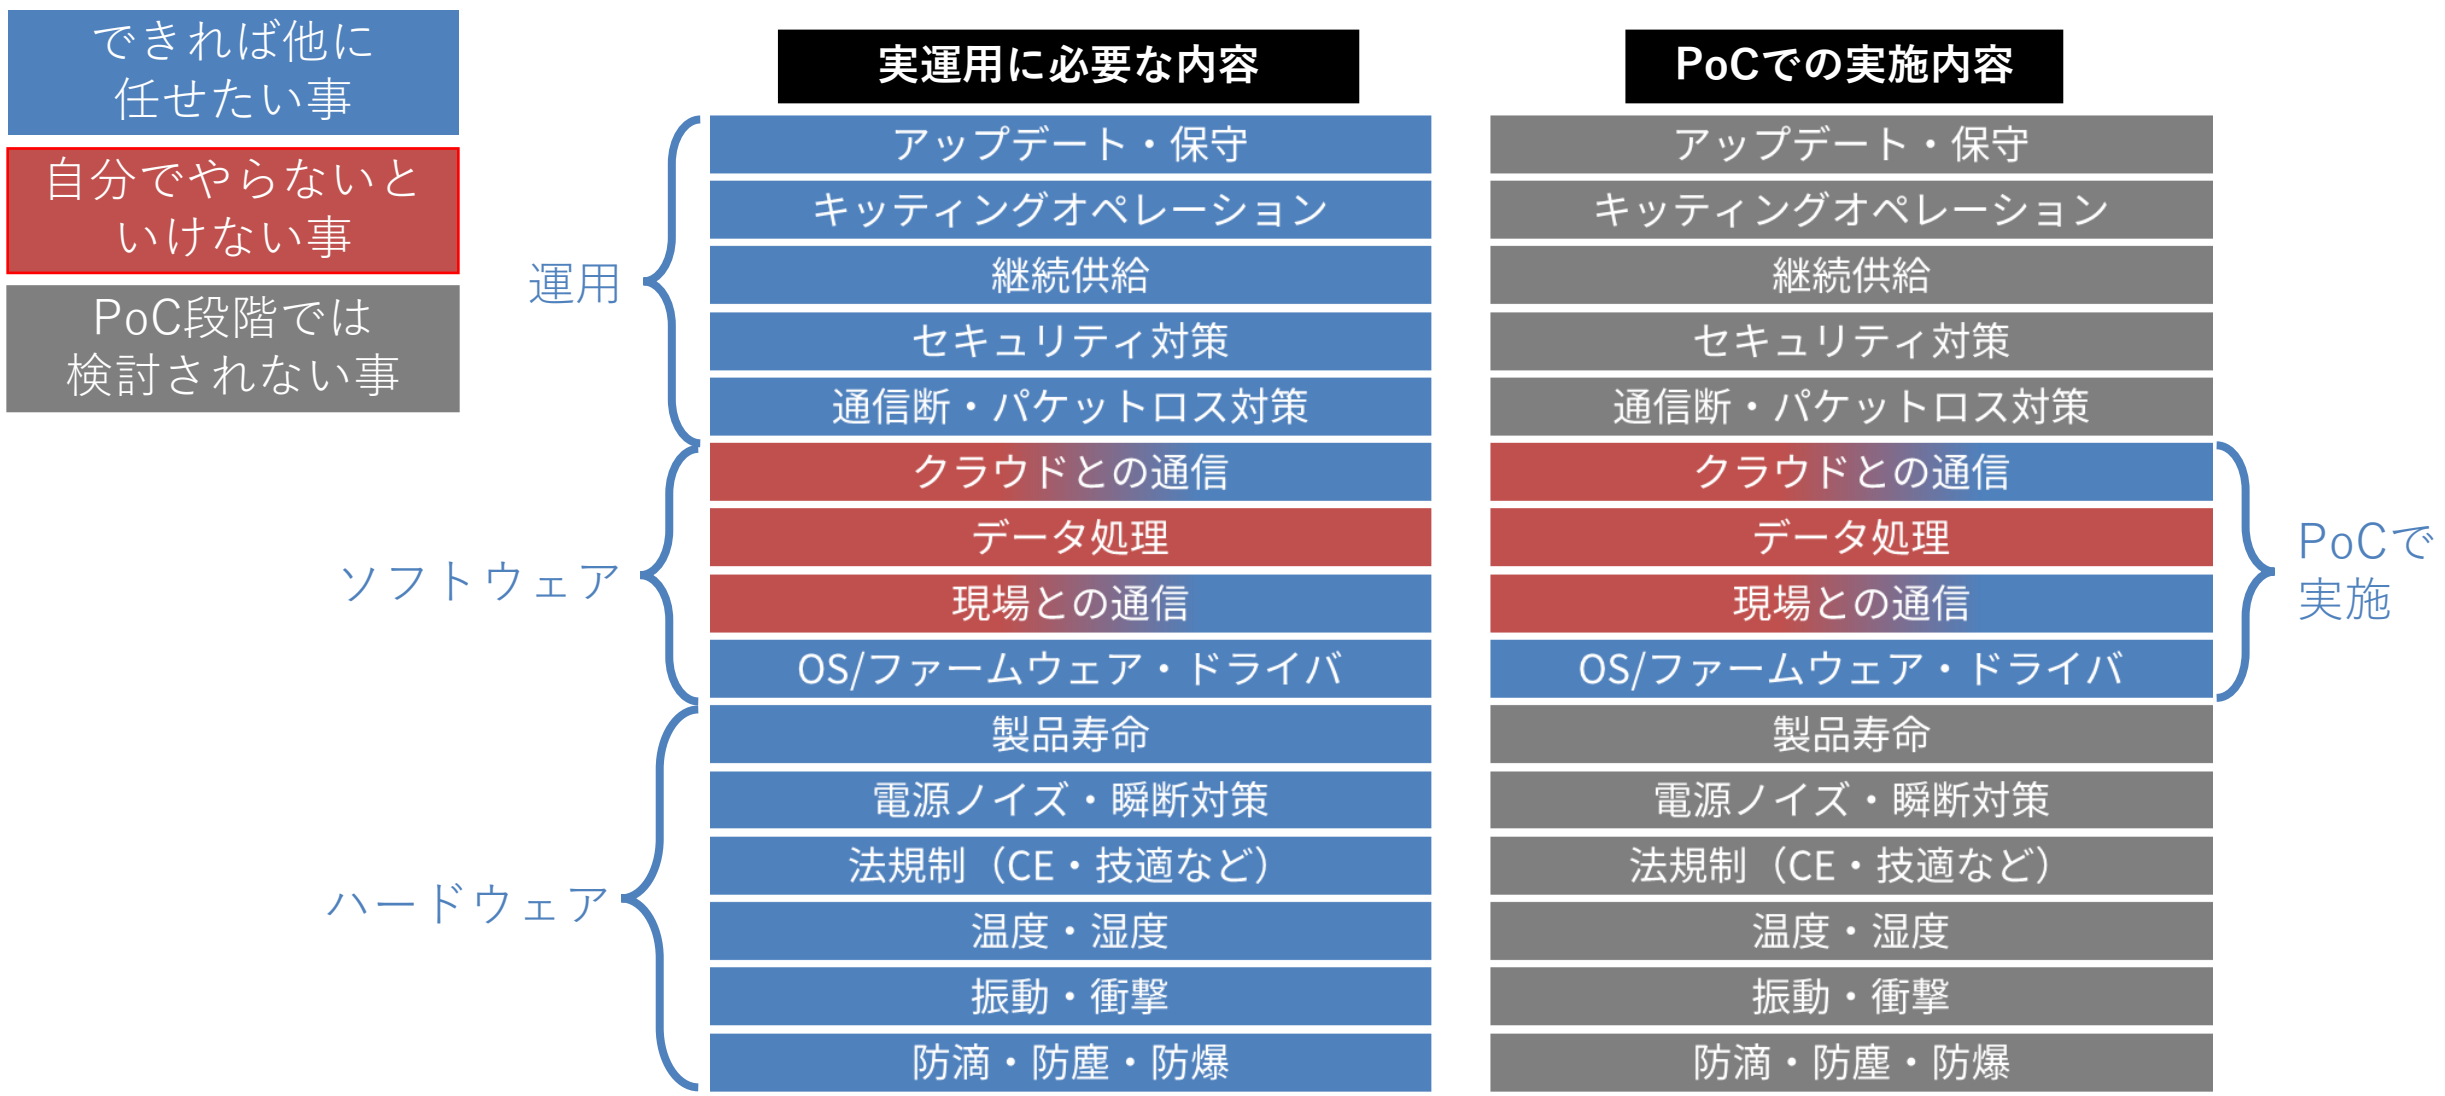 できれば他に
任せたい事
自分でやらないと
いけない事
PoC段階では
検討されない事
実運用に必要な内容
アップデート・保守
キッティングオペレーション
継続供給
セキュリティ対策
通信断・パケットロス対策
クラウドとの通信
データ処理
現場との通信
OS/ファームウェア・ドライバ
製品寿命
電源ノイズ・瞬断対策
法規制（CE・技適など）
温度・湿度
振動・衝撃
防滴・防塵・防爆
運用
ソフトウェア
ハードウェア
PoCでの実施内容
アップデート・保守
キッティングオペレーション
継続供給
セキュリティ対策
通信断・パケットロス対策
クラウドとの通信
データ処理
現場との通信
OS/ファームウェア・ドライバ
製品寿命
電源ノイズ・瞬断対策
法規制（CE・技適など）
温度・湿度
振動・衝撃
防滴・防塵・防爆
PoCで
実施